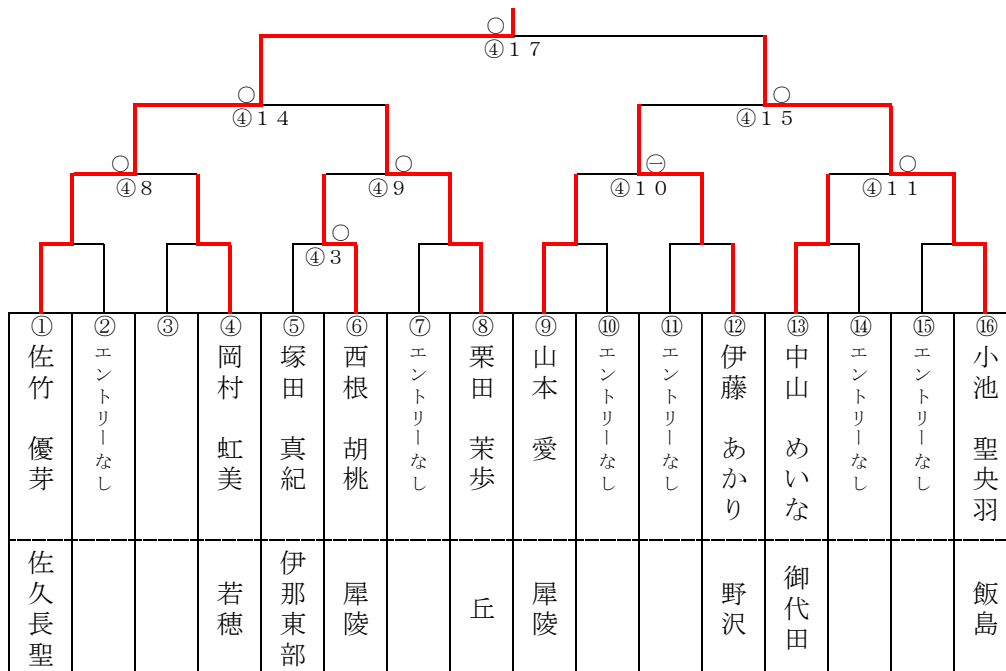 ○
④17
○
④14
○
④15
○
④8
○
④9
㊀
④10
○
④11
○
④3
①
佐竹 優芽
佐久長聖
②
エントリーなし
③
④
岡村 虹美
若穂
⑤
塚田 真紀
伊那東部
⑥
西根 胡桃
犀陵
⑦
エントリーなし
⑧
栗田 茉歩
丘
⑨
山本 愛
犀陵
⑩
エントリーなし
⑪
エントリーなし
⑫
伊藤 あかり
野沢
⑬
中山 めいな
御代田
⑭
エントリーなし
⑮
エントリーなし
⑯
小池 聖央羽
飯島